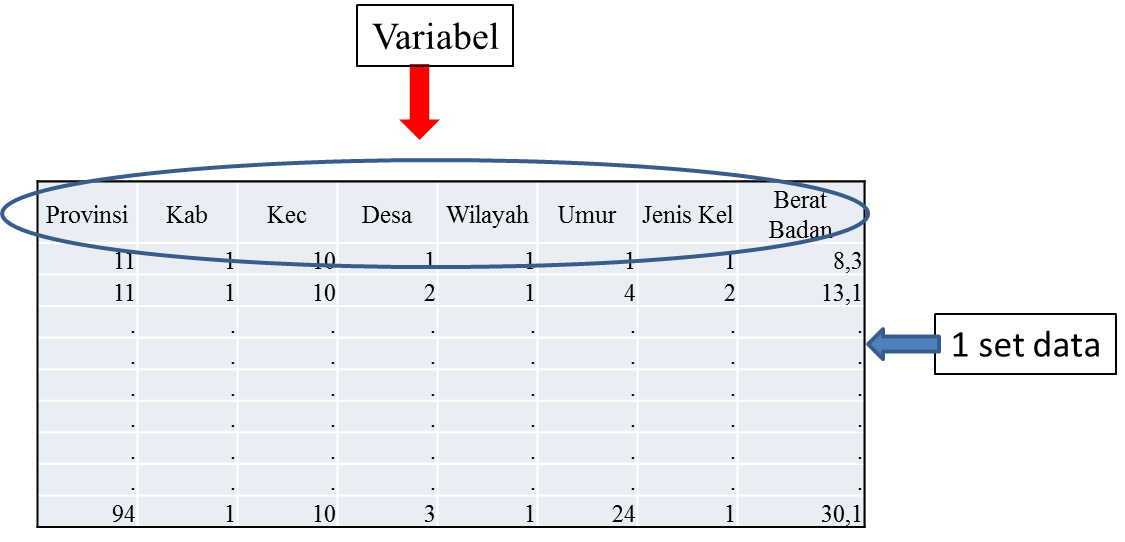 Variabel
Provinsi Kab Kec Desa Wilayah Umur Jenis Kel Berat Badan
11 1 10 1 1 1 1 8,3
11 1 10 2 1 4 2 13,1
. . . . . . . .
. . . . . . . .
1 set data
. . . . . . . .
. . . . . . . .
. . . . . . . .
. . . . . . . .
94 1 10 3 1 24 1 30,1